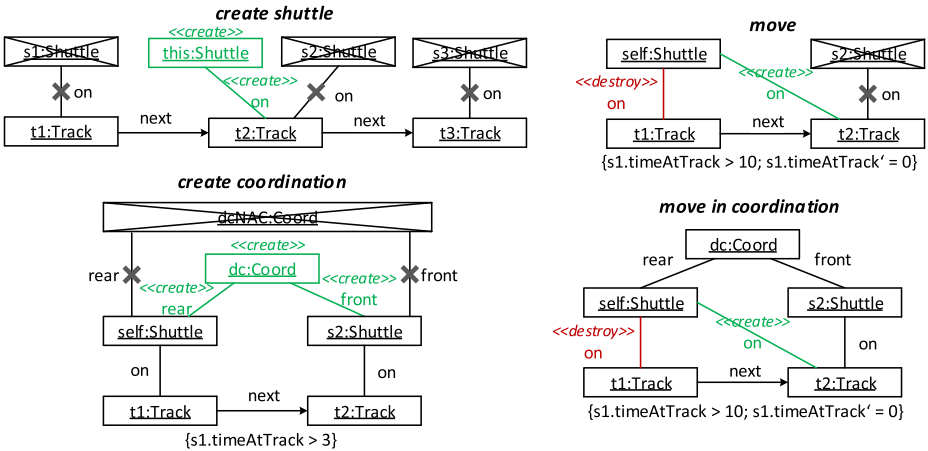 create shuttle
<<create>>
s1:Shuttle
this:Shuttle
s2:Shuttle
s3:Shuttle
<<create>>
on
on
on
on
t1:Track
next
t2:Track
next
t3:Track
move
self:Shuttle
s2:Shuttle
<<destroy>>
on
<<create>>
on
on
t1:Track
next
t2:Track
{s1.timeAtTrack > 10; s1.timeAtTrack‘ = 0}
create coordination
dcNAC:Coord
<<create>>
dc:Coord
rear
front
<<create>>
rear
<<create>>
front
self:Shuttle
s2:Shuttle
on
on
t1:Track
next
t2:Track
{s1.timeAtTrack > 3}
move in coordination
dc:Coord
rear
front
self:Shuttle
s2:Shuttle
<<destroy>>
on
<<create>>
on
on
t1:Track
next
t2:Track
{s1.timeAtTrack > 10; s1.timeAtTrack‘ = 0}